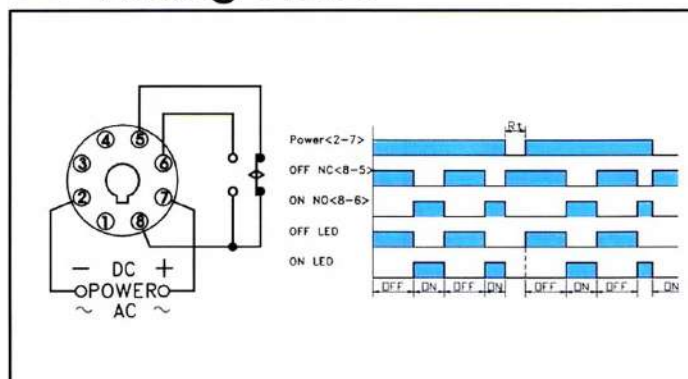 ④ ⑤
③ ⑥
② ⑦
① ⑧
− DC +
POWER
~ AC ~
Rt
Power<2-7>
OFF NC<8-5>
ON NO<8-6>
OFF LED
ON LED
OFF ON OFF ON OFF ON OFF ON